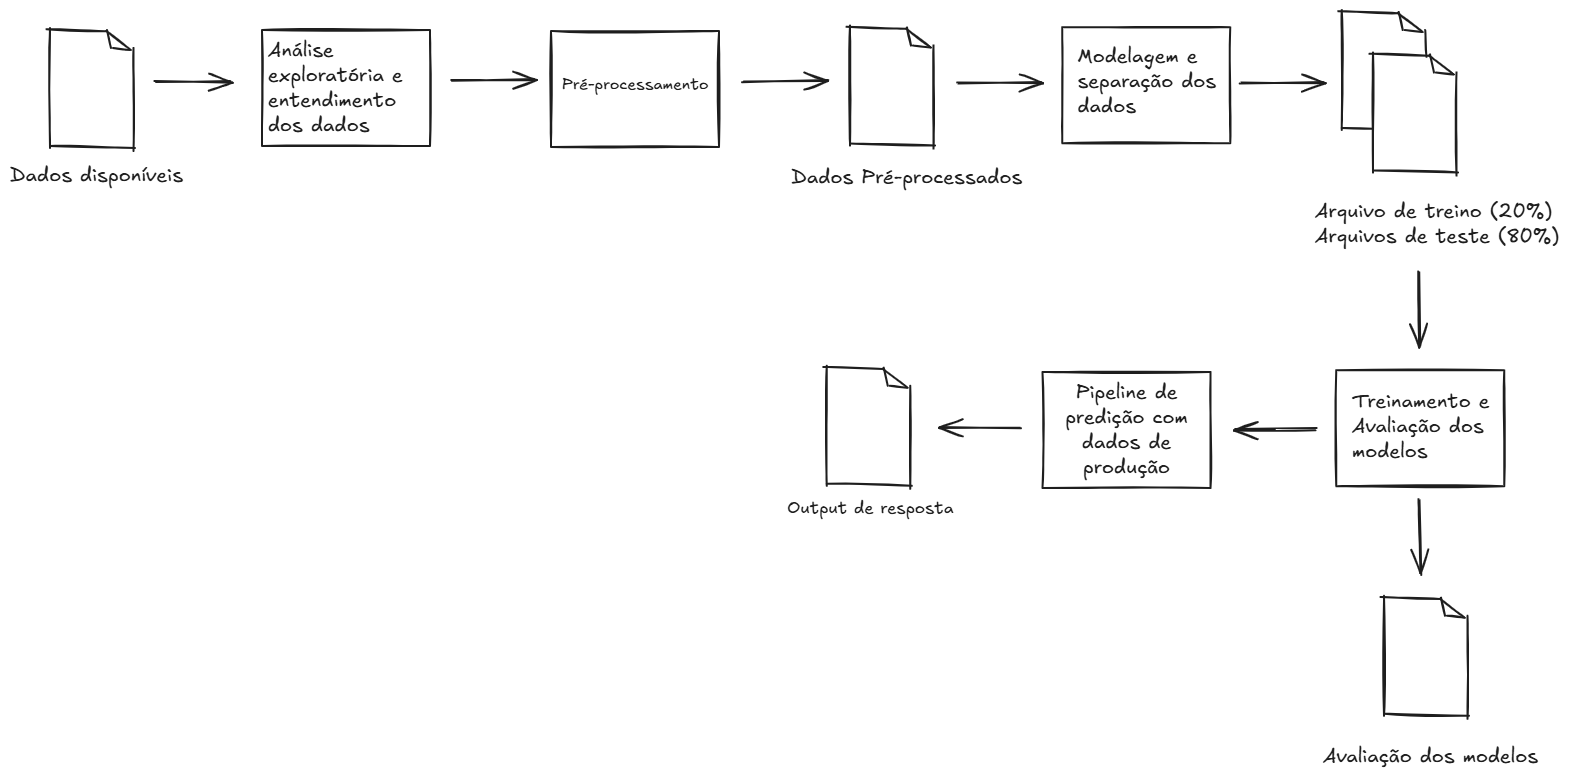 Análise
exploratória e
entendimento
dos dados
Pré-processamento
Modelagem e
separação dos
dados
Dados disponíveis
Dados Pré-processados
Arquivo de treino (20%)
Arquivos de teste (80%)
Pipeline de
predição com
dados de
produção
Treinamento e
Avaliação dos
modelos
Output de resposta
Avaliação dos modelos